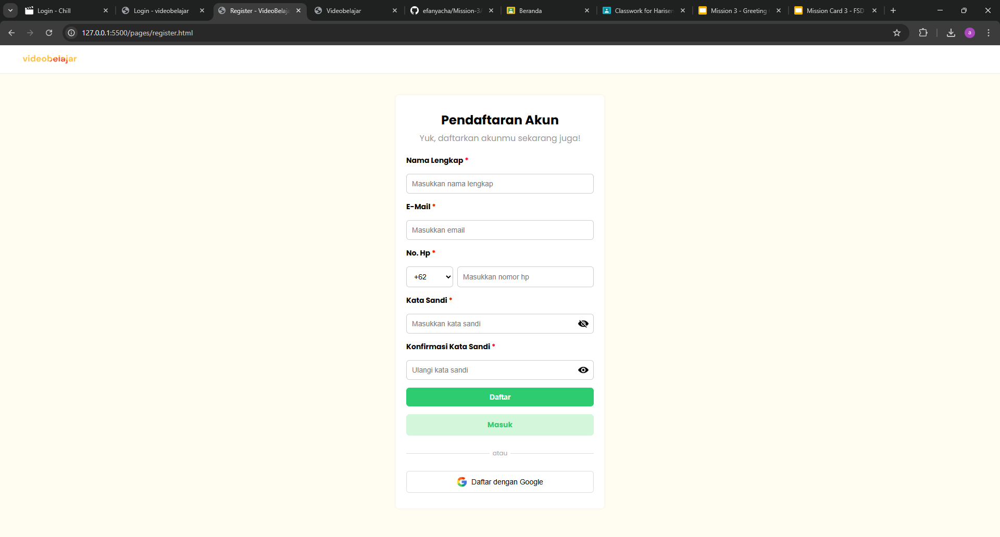 Login - Chill
Login - videobelajar
Register - VideoBelaja
Videobelajar
efanyacha/Mission-3/
Beranda
Classwork for Harisen
Mission 3 - Greeting
Mission Card 3 - FSD
127.0.0.1:5500/pages/register.html
a
videobelajar
Pendaftaran Akun
Yuk, daftarkan akunmu sekarang juga!
Nama Lengkap *
Masukkan nama lengkap
E-Mail *
Masukkan email
No. Hp *
+62
Masukkan nomor hp
Kata Sandi *
Masukkan kata sandi
Konfirmasi Kata Sandi *
Ulangi kata sandi
Daftar
Masuk
atau
Daftar dengan Google